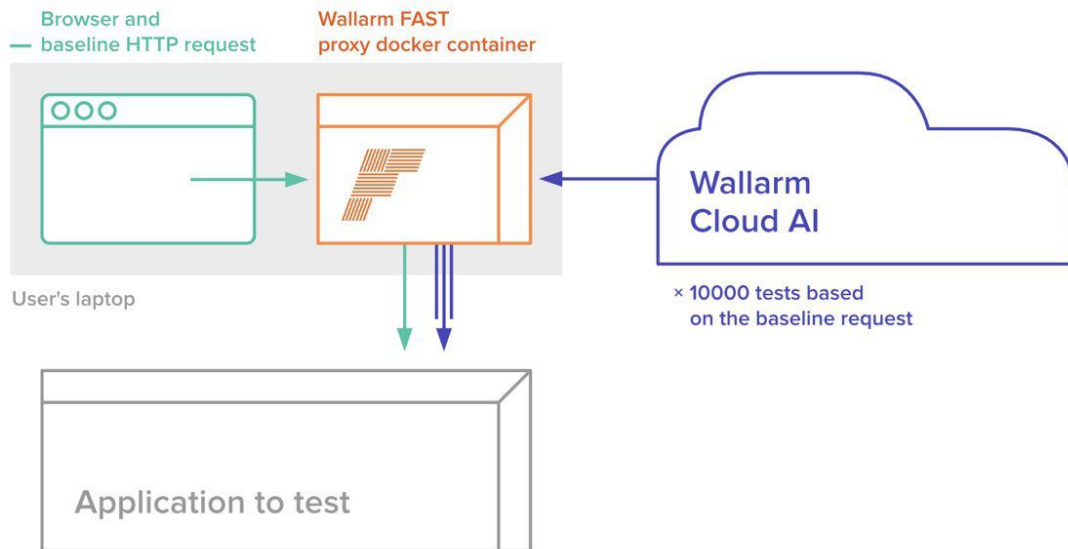 Browser and
baseline HTTP request
Wallarm FAST
proxy docker container
Wallarm
Cloud AI
User's laptop
× 10000 tests based
on the baseline request
Application to test